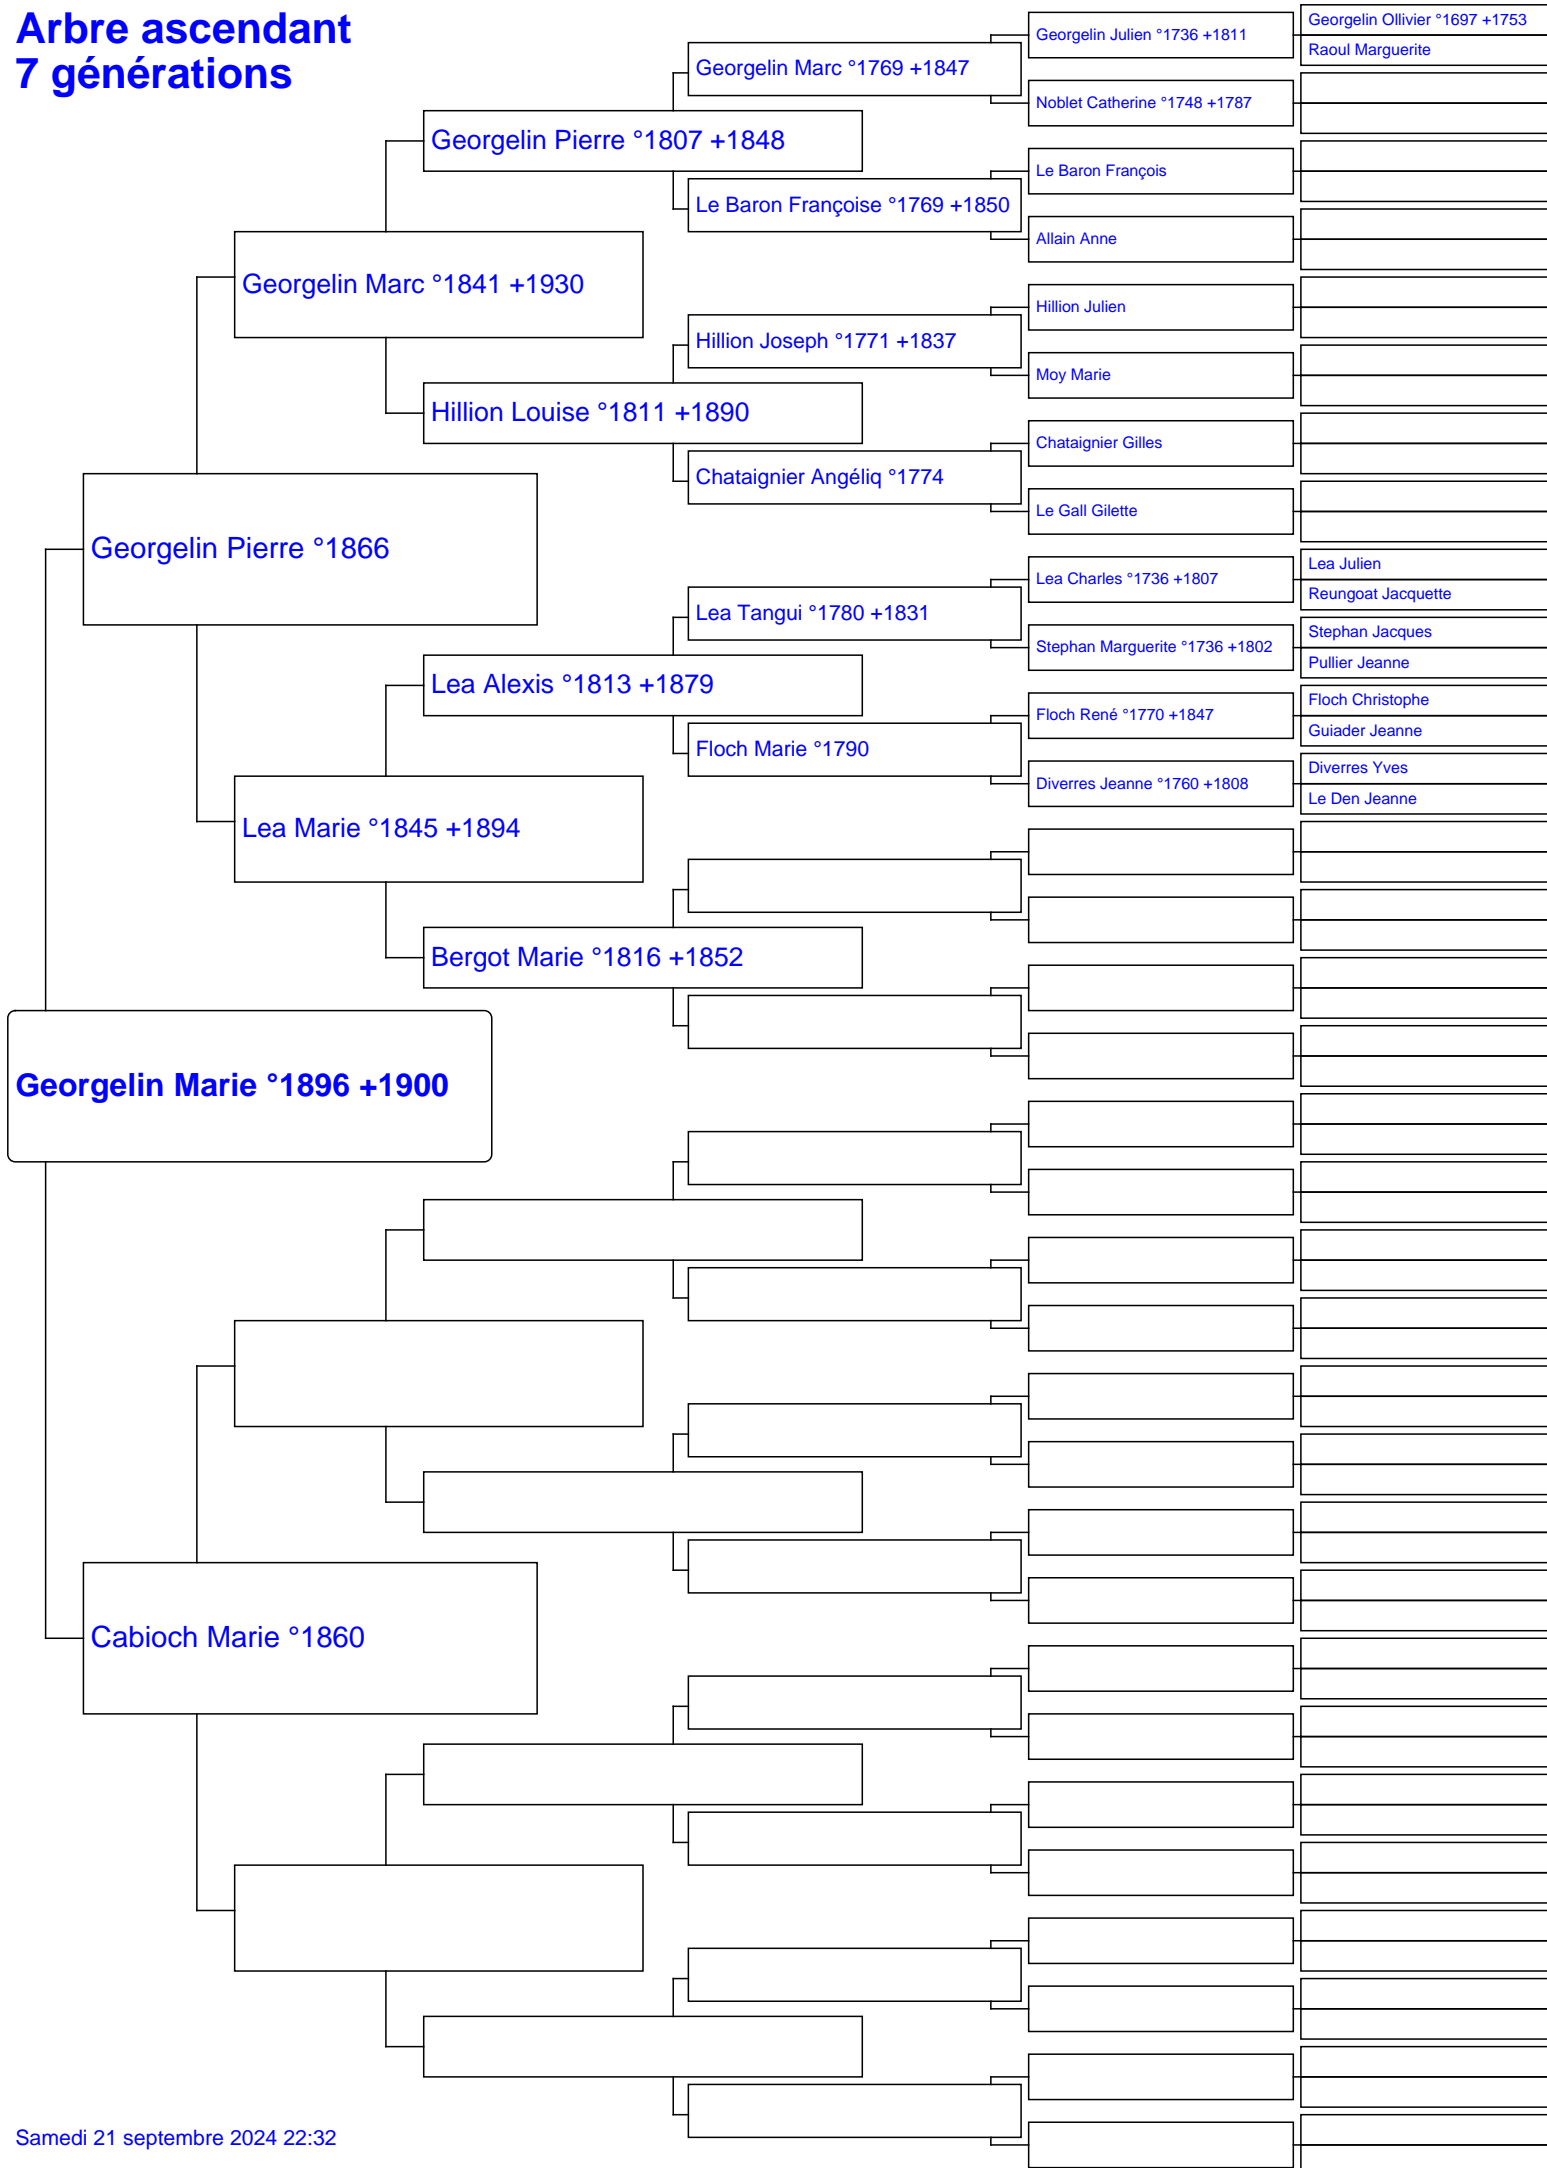 Arbre ascendant
7 générations
Georgelin Marie °1896 +1900
Georgelin Pierre °1866
Cabioch Marie °1860
Georgelin Marc °1841 +1930
Lea Marie °1845 +1894
Georgelin Pierre °1807 +1848
Hillion Louise °1811 +1890
Lea Alexis °1813 +1879
Bergot Marie °1816 +1852
Georgelin Marc °1769 +1847
Le Baron Françoise °1769 +1850
Hillion Joseph °1771 +1837
Chataignier Angéliq °1774
Lea Tangui °1780 +1831
Floch Marie °1790
Georgelin Julien °1736 +1811
Noblet Catherine °1748 +1787
Le Baron François
Allain Anne
Hillion Julien
Moy Marie
Chataignier Gilles
Le Gall Gilette
Lea Charles °1736 +1807
Stephan Marguerite °1736 +1802
Floch René °1770 +1847
Diverres Jeanne °1760 +1808
Georgelin Ollivier °1697 +1753
Raoul Marguerite
Lea Julien
Reungoat Jacquette
Stephan Jacques
Pullier Jeanne
Floch Christophe
Guiader Jeanne
Diverres Yves
Le Den Jeanne
Samedi 21 septembre 2024 22:32